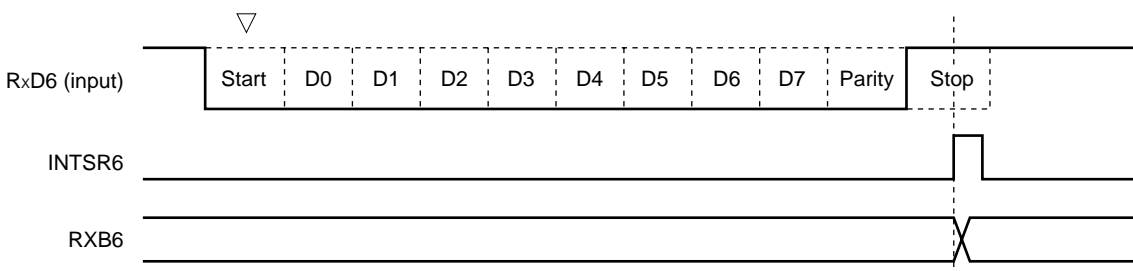 RxD6 (input) Start D0 D1 D2 D3 D4 D5 D6 D7 Parity Stop
INTSR6
RXB6